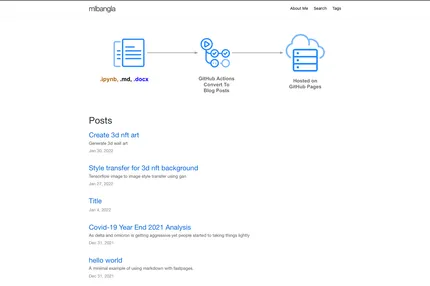 mlbangla
About Me Search Tags
.ipynb, .md, .docx
GitHub Actions
Convert To
Blog Posts
Hosted on
GitHub Pages
Posts
Create 3d nft art
Generate 3d wall art
Jan 28, 2022
Style transfer for 3d nft background
Tensorflow image to image style transfer using gan
Jan 27, 2022
Title
Jan 4, 2022
Covid-19 Year End 2021 Analysis
As delta and omicron is getting aggressive yet people started to taking things lightly.
Dec 31, 2021
hello world
A minimal example of using markdown with fastpages.
Dec 31, 2021